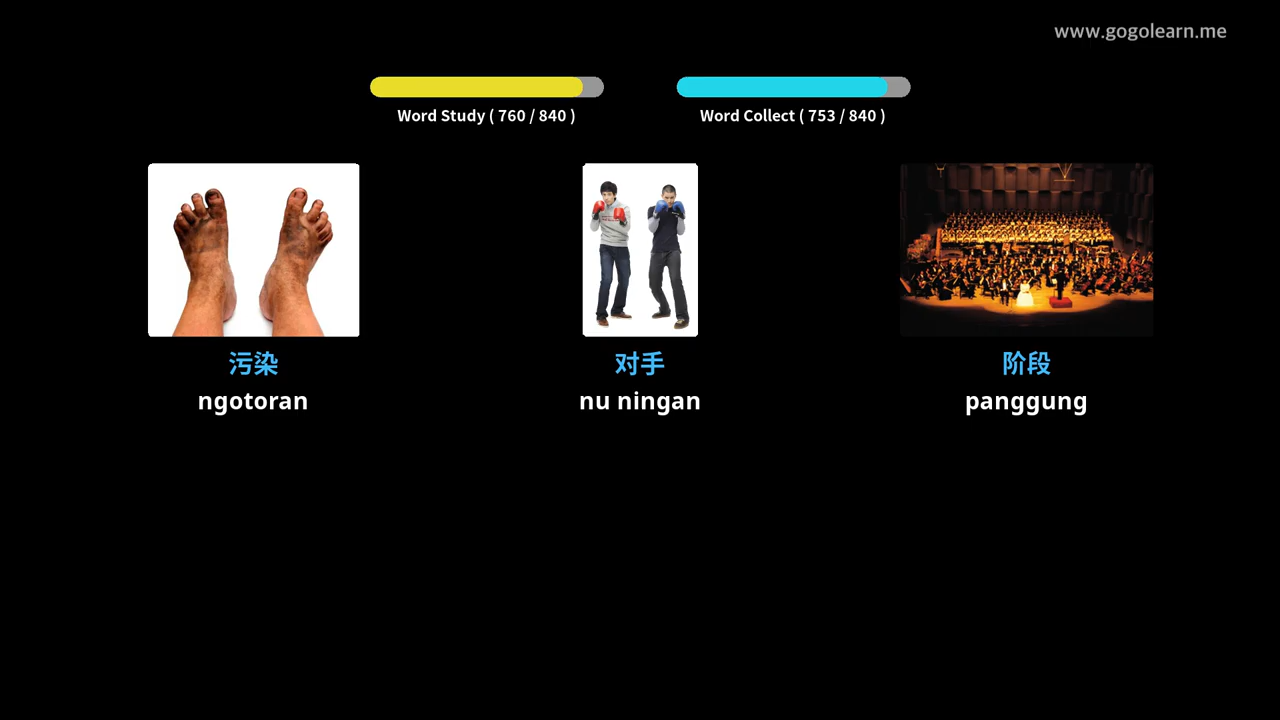 www.gogolearn.me
Word Study ( 760 / 840 )
Word Collect ( 753 / 840 )
污染
ngotoran
对手
nu ningan
阶段
panggung